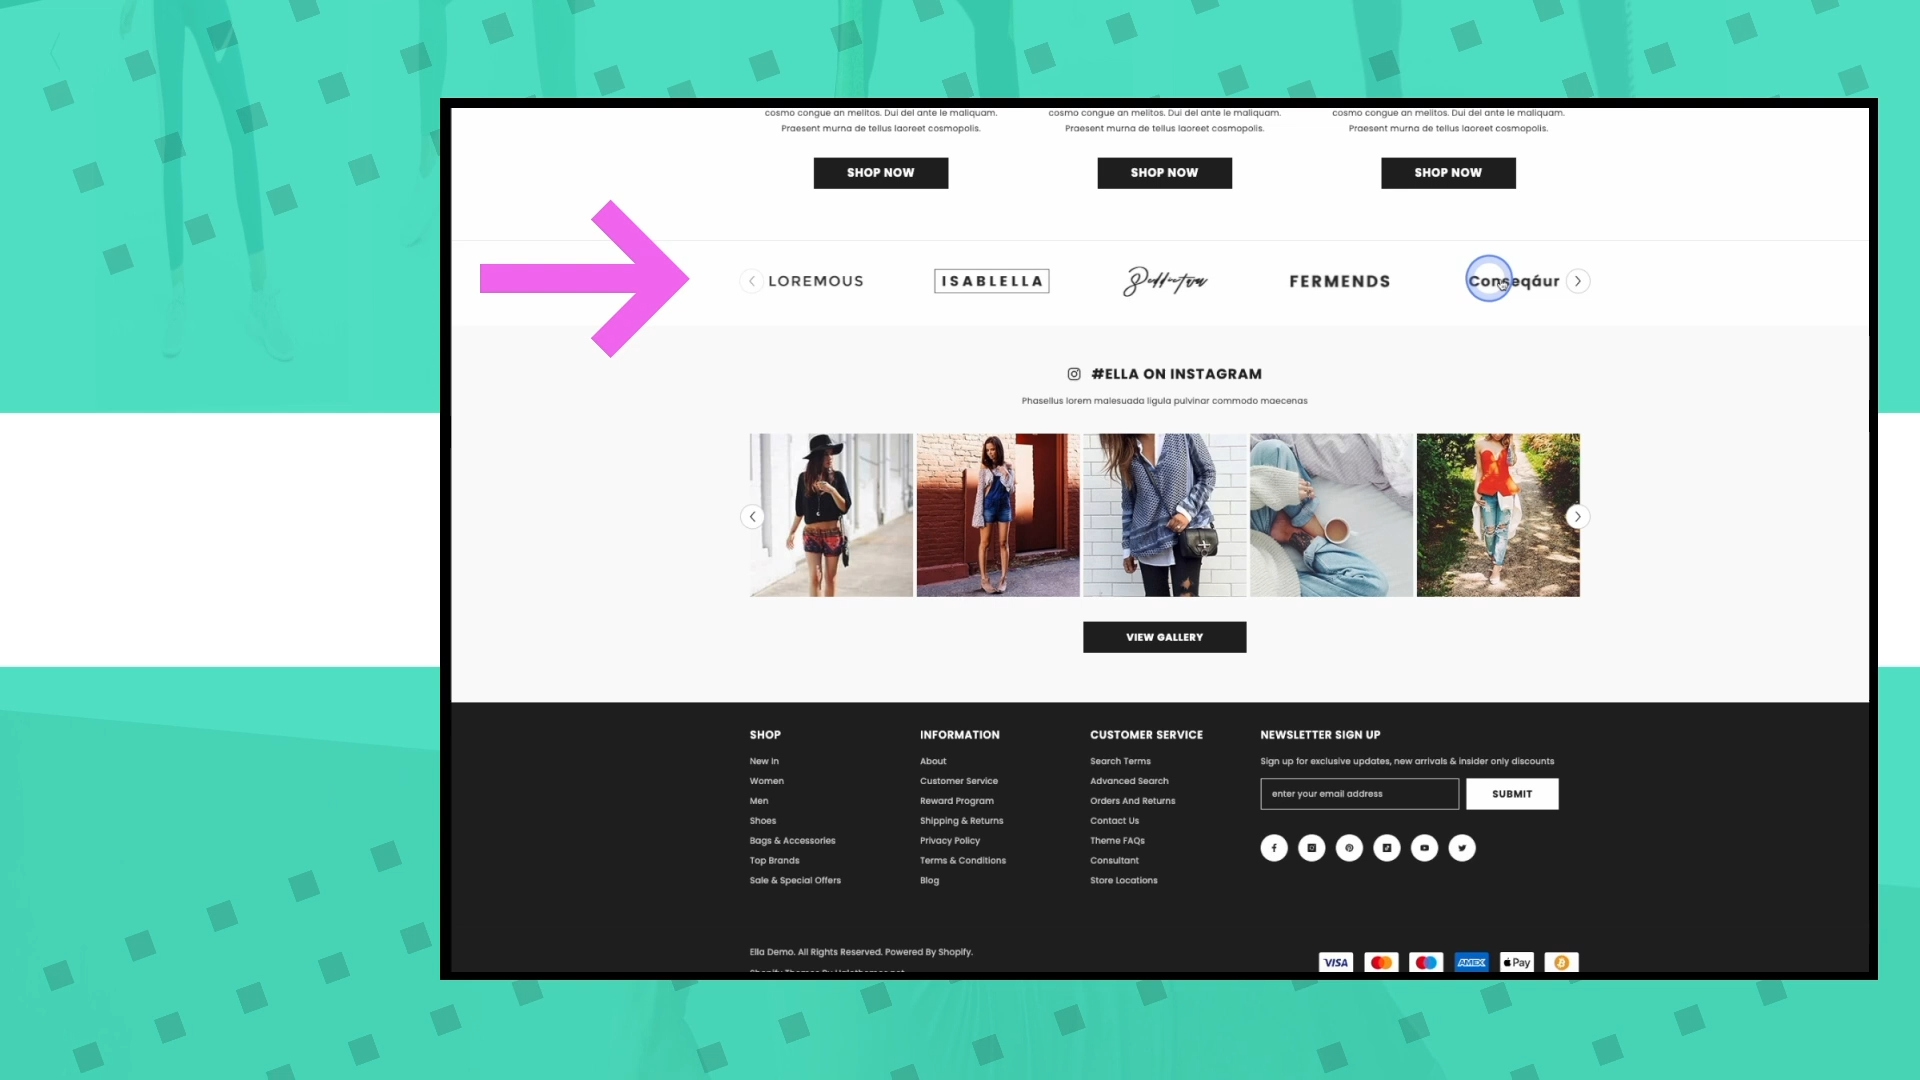 cosmo congue an melitos. Dui del ante le maliquam.
Praesent murna de tellus laoreet cosmopolis.
SHOP NOW
cosmo congue an melitos. Dui del ante le maliquam.
Praesent murna de tellus laoreet cosmopolis.
SHOP NOW
cosmo congue an melitos. Dui del ante le maliquam.
Praesent murna de tellus laoreet cosmopolis.
SHOP NOW
LOREMOUS
ISABLELLA
FERMENDS
Conseqáur
#ELLA ON INSTAGRAM
Phasellus lorem malesuada ligula pulvinar commodo maecenas
VIEW GALLERY
SHOP
New In
Women
Men
Shoes
Bags & Accessories
Top Brands
Sale & Special Offers
INFORMATION
About
Customer Service
Reward Program
Shipping & Returns
Privacy Policy
Terms & Conditions
Blog
CUSTOMER SERVICE
Search Terms
Advanced Search
Orders And Returns
Contact Us
Theme FAQs
Consultant
Store Locations
NEWSLETTER SIGN UP
Sign up for exclusive updates, new arrivals & insider only discounts
enter your email address
SUBMIT
Ella Demo. All Rights Reserved. Powered By Shopify.
VISA
AMEX
Pay